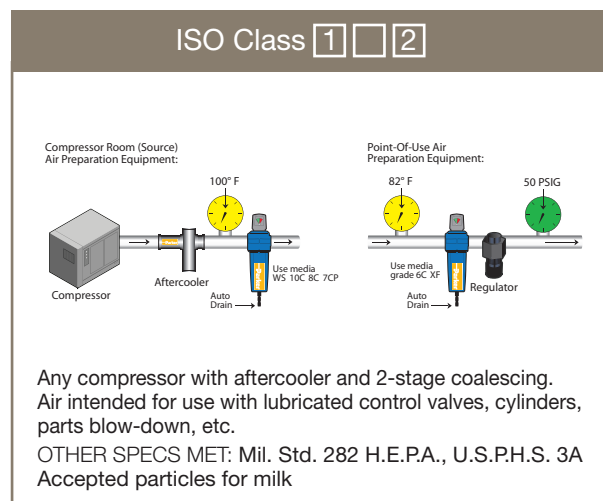 ISO Class 1 2
Compressor Room (Source)
Air Preparation Equipment:
Point-Of-Use Air
Preparation Equipment:
100° F
82° F
50 PSIG
Parker
Use media
WS 10C 8C 7CP
Use media
grade 6C XF
Compressor
Aftercooler
Parker
Parker
Regulator
Auto
Drain
Auto
Drain
Any compressor with aftercooler and 2-stage coalescing.
Air intended for use with lubricated control valves, cylinders,
parts blow-down, etc.
OTHER SPECS MET: Mil. Std. 282 H.E.P.A., U.S.P.H.S. 3A
Accepted particles for milk